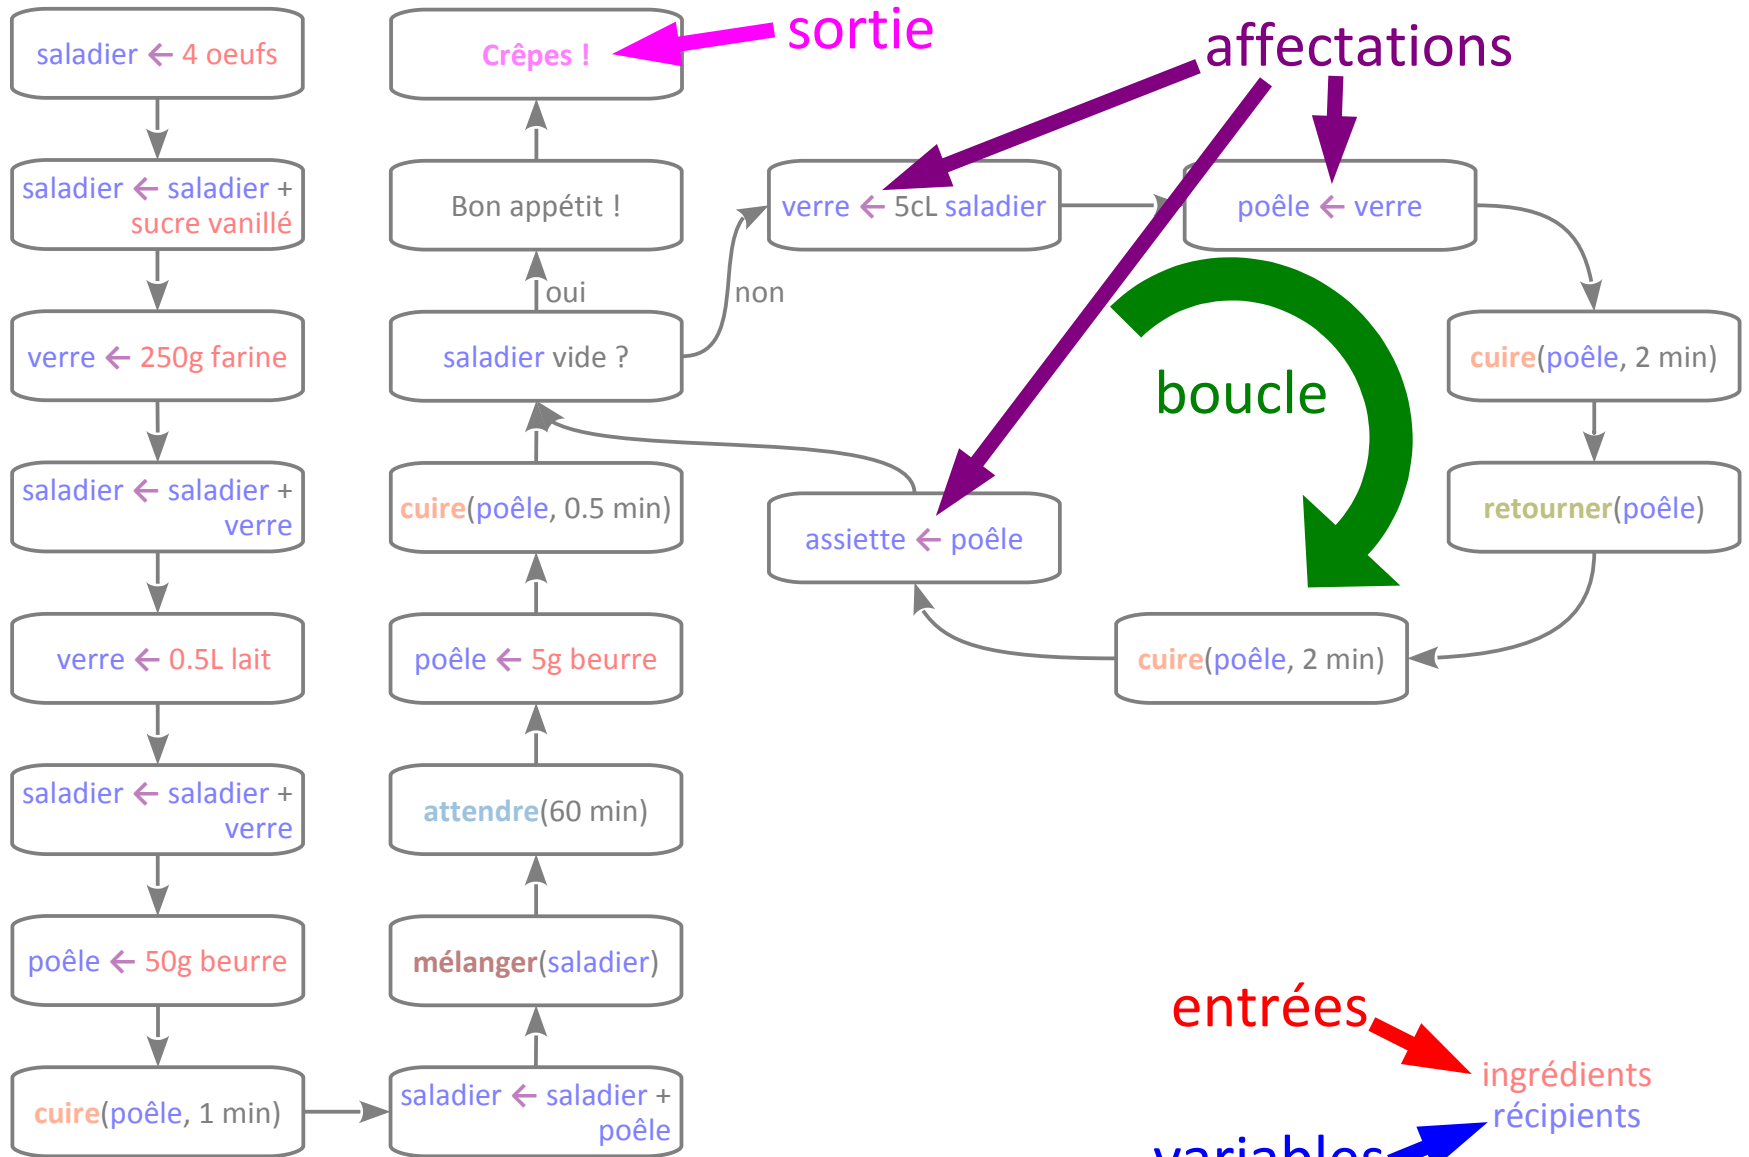 saladier ← 4 oeufs
saladier ← saladier +
sucre vanillé
verre ← 250g farine
saladier ← saladier +
verre
verre ← 0.5L lait
saladier ← saladier +
verre
poêle ← 50g beurre
cuire(poêle, 1 min)
saladier ← saladier +
poêle
mélanger(saladier)
attendre(60 min)
poêle ← 5g beurre
cuire(poêle, 0.5 min)
saladier vide ?
oui
non
Bon appétit !
Crêpes !
sortie
affectations
verre ← 5cL saladier
poêle ← verre
cuire(poêle, 2 min)
retourner(poêle)
cuire(poêle, 2 min)
assiette ← poêle
boucle
entrées
ingrédients
récipients
variables